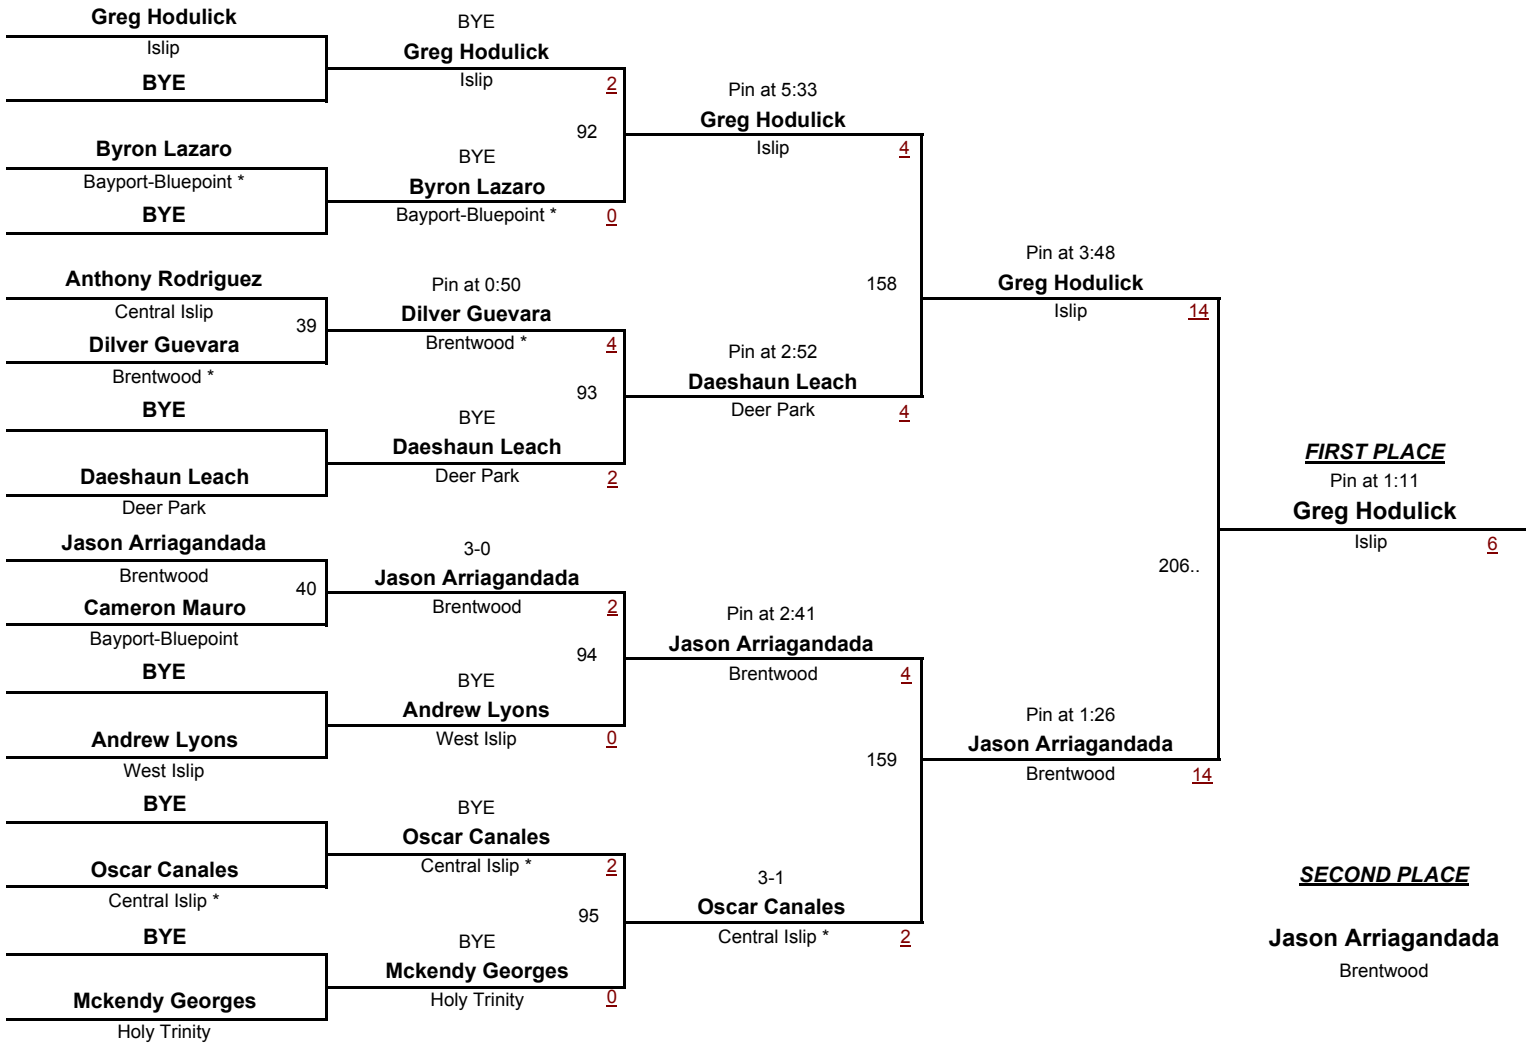 Greg Hodulick
Islip
BYE
Byron Lazaro
Bayport-Bluepoint *
BYE
Anthony Rodriguez
Central Islip
39
Dilver Guevara
Brentwood *
BYE
Daeshaun Leach
Deer Park
Jason Arriagandada
Brentwood
40
Cameron Mauro
Bayport-Bluepoint
BYE
Andrew Lyons
West Islip
BYE
Oscar Canales
Central Islip *
BYE
Mckendy Georges
Holy Trinity
BYE
Greg Hodulick
Islip 2
92
BYE
Byron Lazaro
Bayport-Bluepoint * 0
Pin at 0:50
Dilver Guevara
Brentwood * 4
93
BYE
Daeshaun Leach
Deer Park 2
3-0
Jason Arriagandada
Brentwood 2
94
BYE
Andrew Lyons
West Islip 0
BYE
Oscar Canales
Central Islip * 2
95
BYE
Mckendy Georges
Holy Trinity 0
Pin at 5:33
Greg Hodulick
Islip 4
158
Pin at 2:52
Daeshaun Leach
Deer Park 4
Pin at 2:41
Jason Arriagandada
Brentwood 4
159
3-1
Oscar Canales
Central Islip * 2
Pin at 3:48
Greg Hodulick
Islip 14
206..
Pin at 1:26
Jason Arriagandada
Brentwood 14
FIRST PLACE
Pin at 1:11
Greg Hodulick
Islip 6
SECOND PLACE
Jason Arriagandada
Brentwood